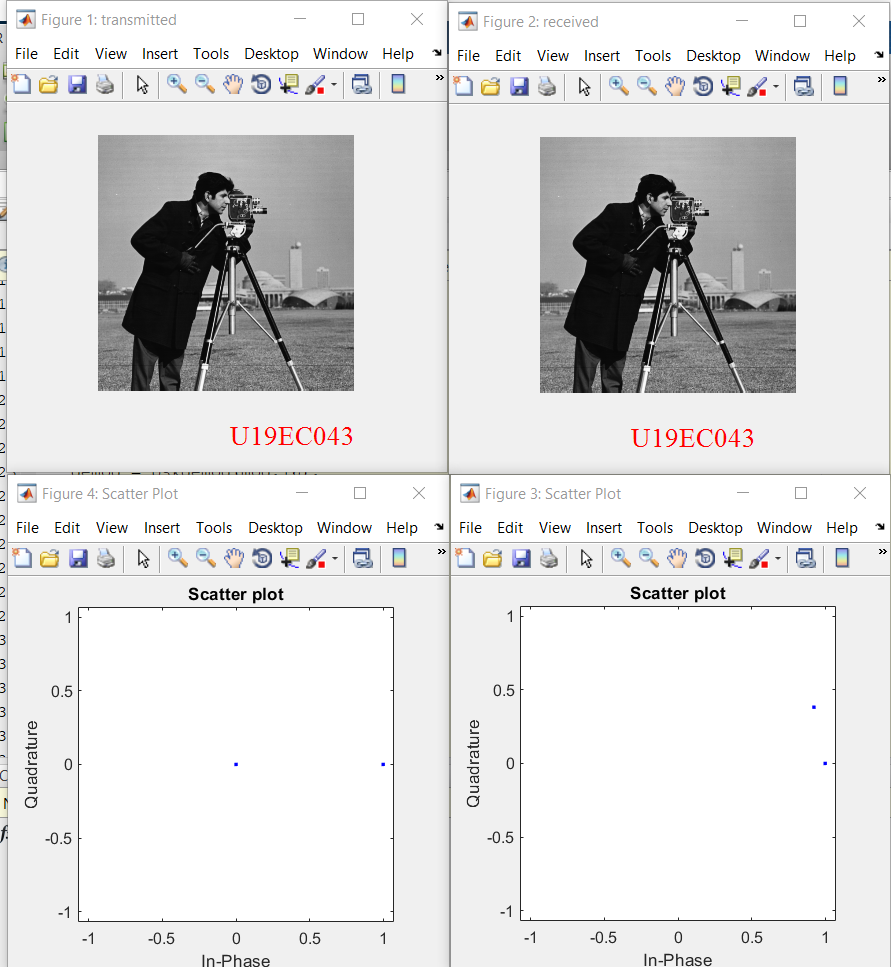 Figure 1: transmitted
File Edit View Insert Tools Desktop Window Help
U19EC043
Figure 2: received
File Edit View Insert Tools Desktop Window Help
U19EC043
Figure 4: Scatter Plot
File Edit View Insert Tools Desktop Window Help
Scatter plot
1
0.5
0
-0.5
-1
Quadrature
-1 -0.5 0 0.5 1
In-Phase
Figure 3: Scatter Plot
File Edit View Insert Tools Desktop Window Help
Scatter plot
1
0.5
0
-0.5
-1
Quadrature
-1 -0.5 0 0.5 1
In-Phase